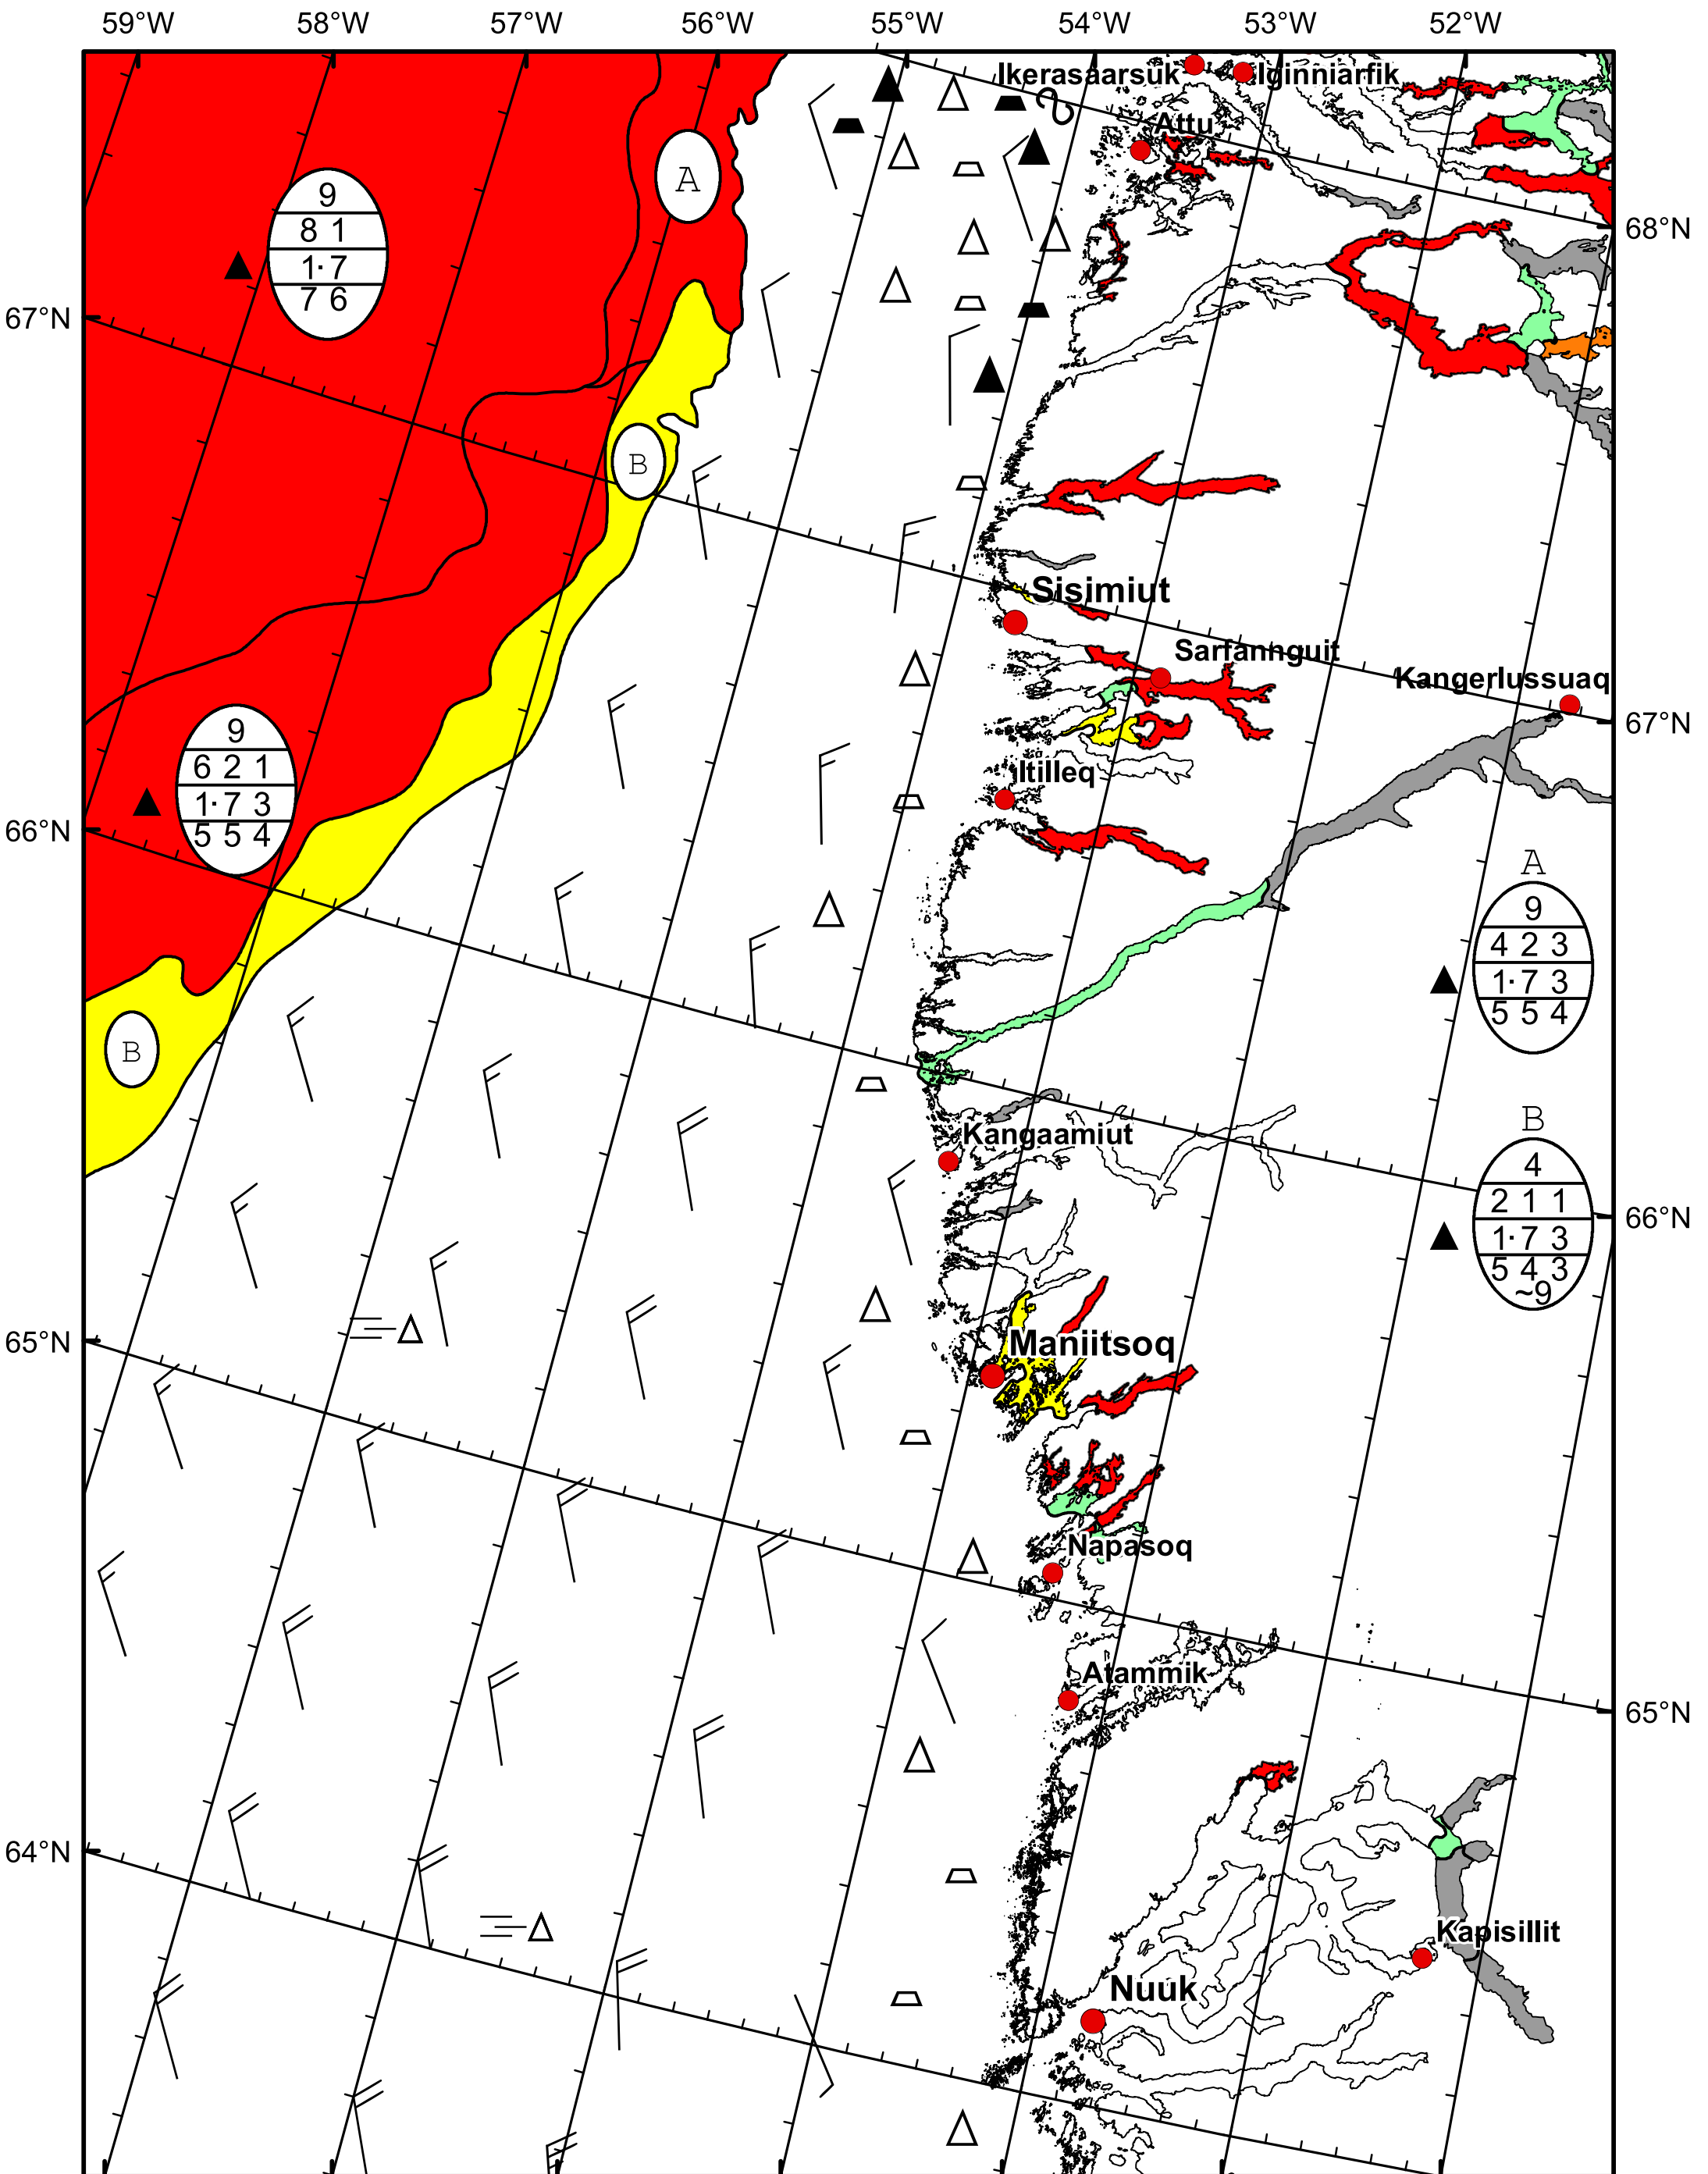 59°W 58°W 57°W 56°W 55°W 54°W 53°W 52°W
Ikerasaarsuk Iginniarfik
Attu
A
9
8 1
1· 7
7 6
68°N
67°N
B
Sisimiut
Sarfannguit
Kangerlussuaq
67°N
9
6 2 1
1· 7 3
5 5 4
Itilleq
66°N
A
9
4 2 3
1· 7 3
5 5 4
B
Kangaamiut
B
4
2 1 1
1· 7 3
5 4 3
~9
66°N
65°N
Maniitsoq
Napasoq
Atammik
65°N
64°N
Kapisillit
Nuuk